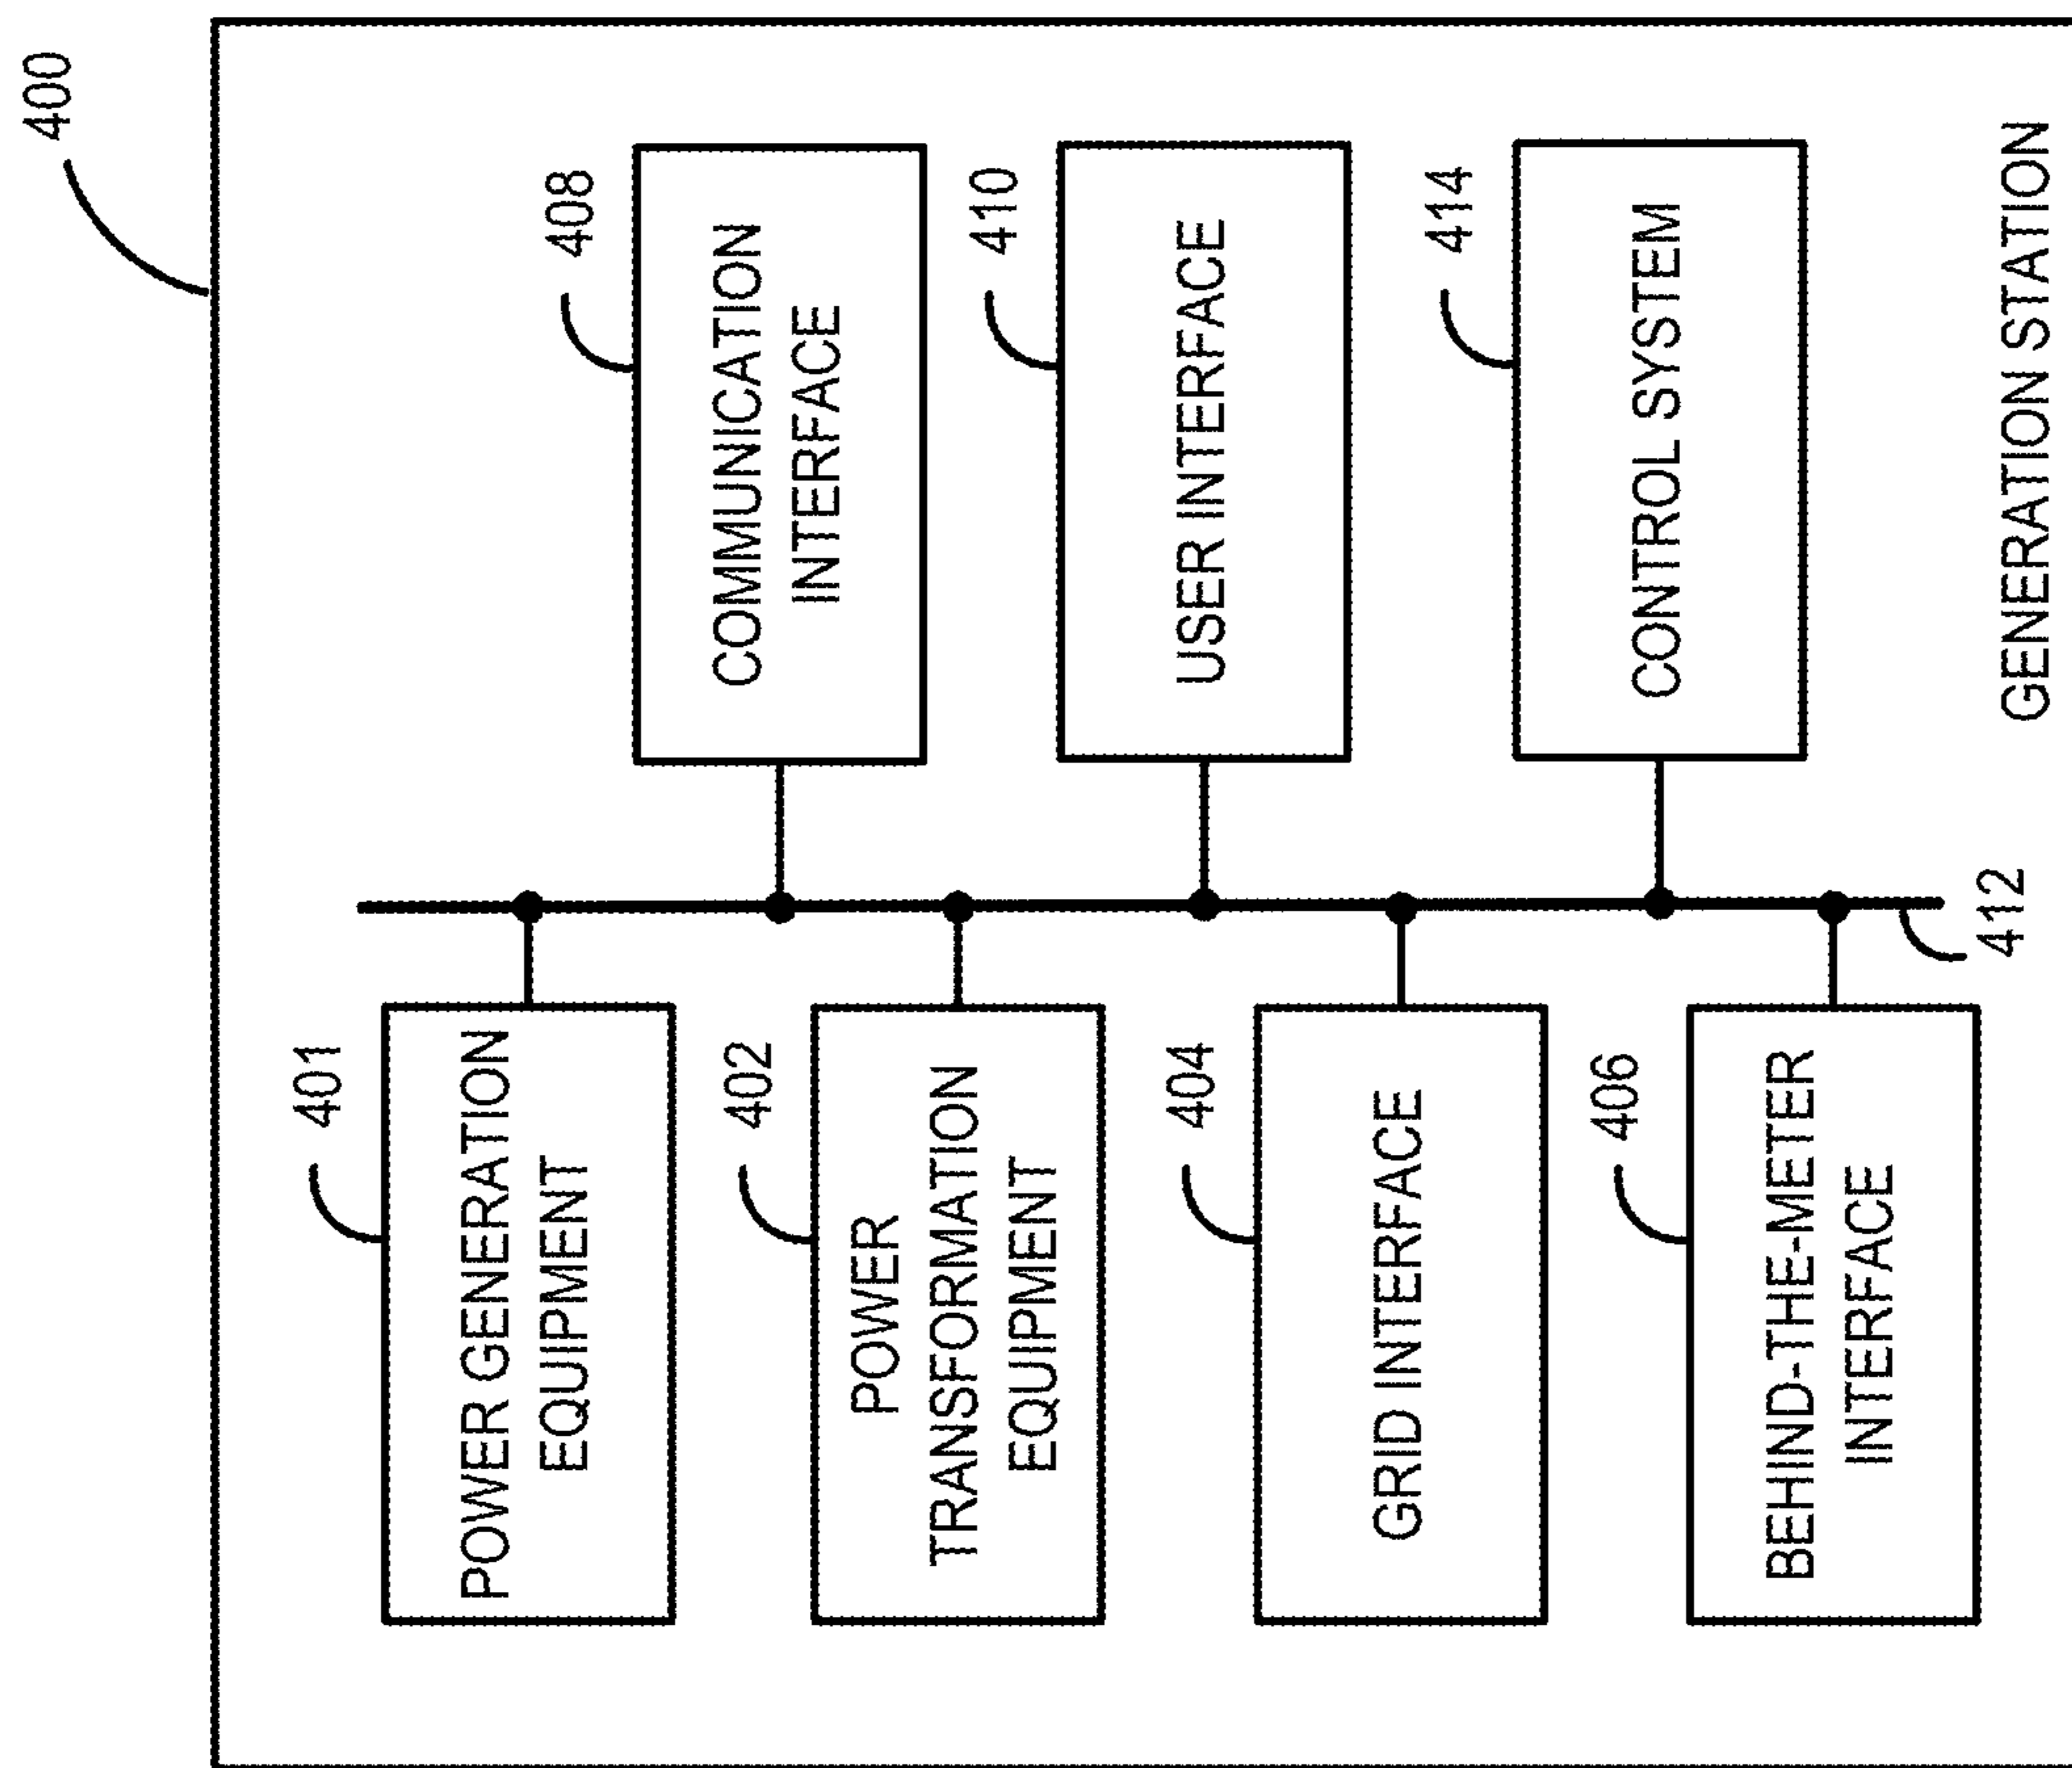 400
401
POWER GENERATION
EQUIPMENT
408
COMMUNICATION
INTERFACE
402
POWER
TRANSFORMATION
EQUIPMENT
410
USER INTERFACE
404
GRID INTERFACE
414
CONTROL SYSTEM
406
BEHIND-THE-METER
INTERFACE
412
GENERATION STATION